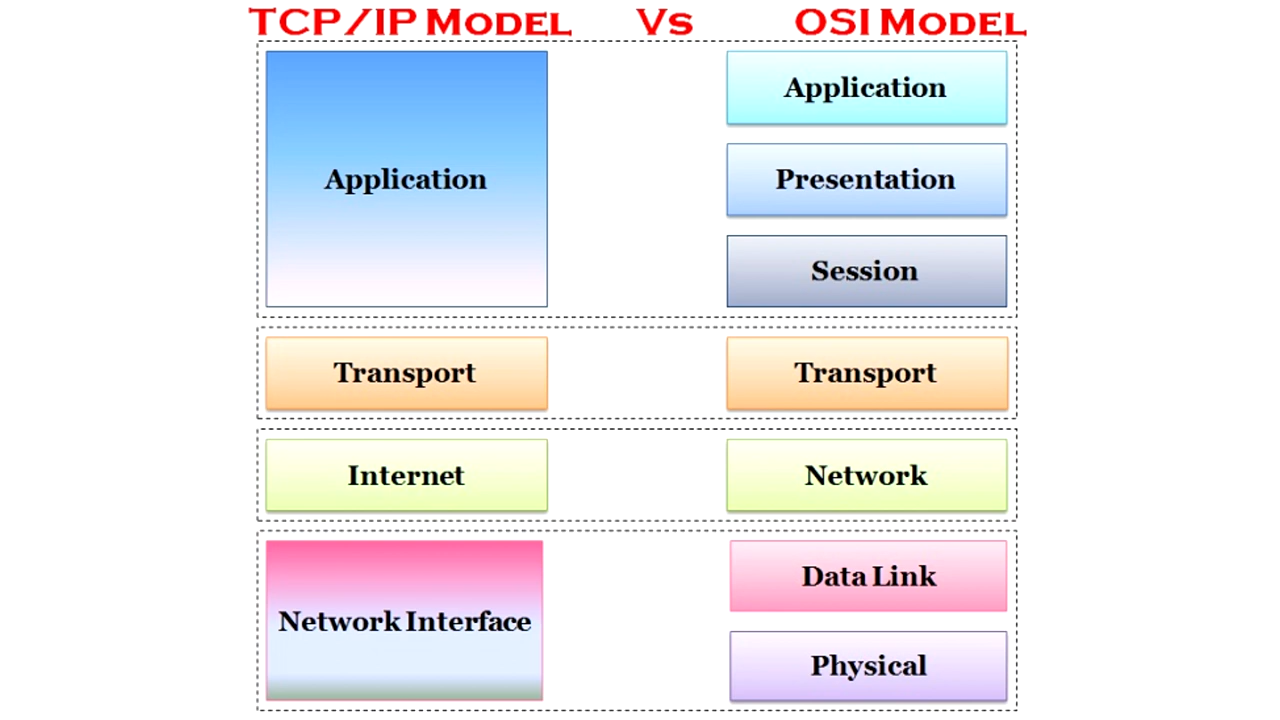 TCP/IP Model Vs OSI Model
Application
Application
Presentation
Session
Transport
Transport
Internet
Network
Network Interface
Data Link
Physical